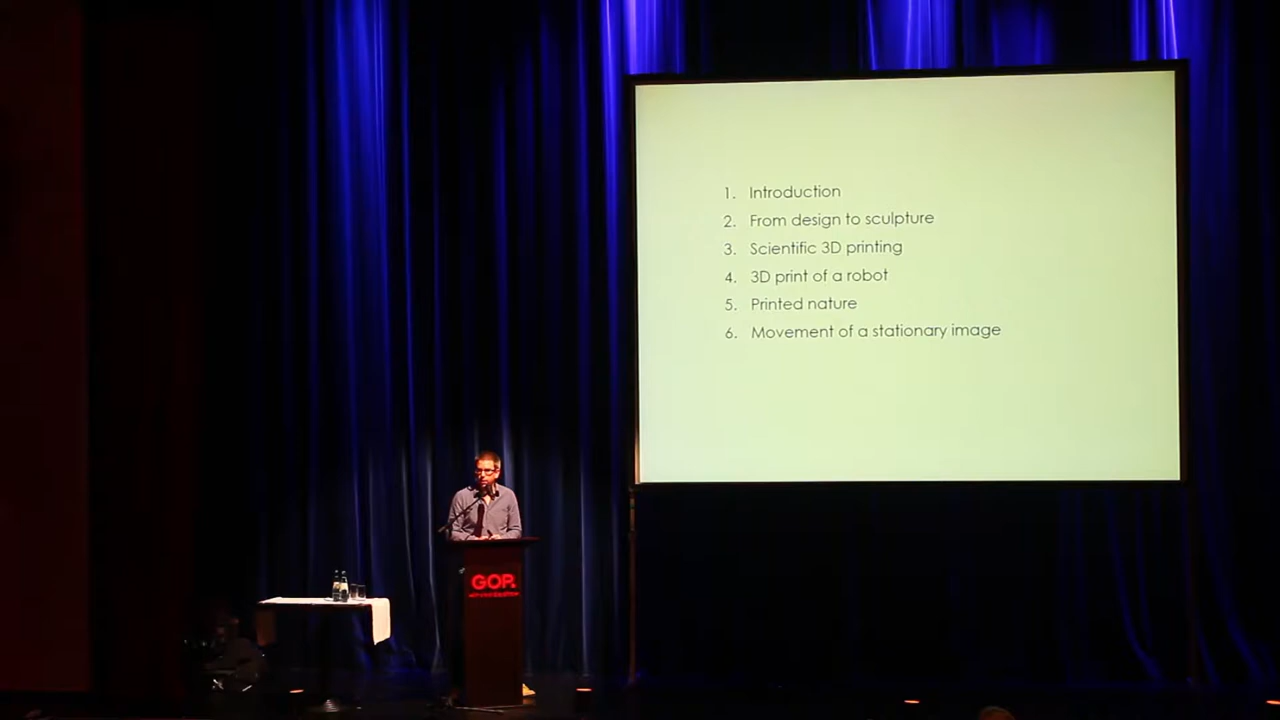 1. Introduction
2. From design to sculpture
3. Scientific 3D printing
4. 3D print of a robot
5. Printed nature
6. Movement of a stationary image
GOP.